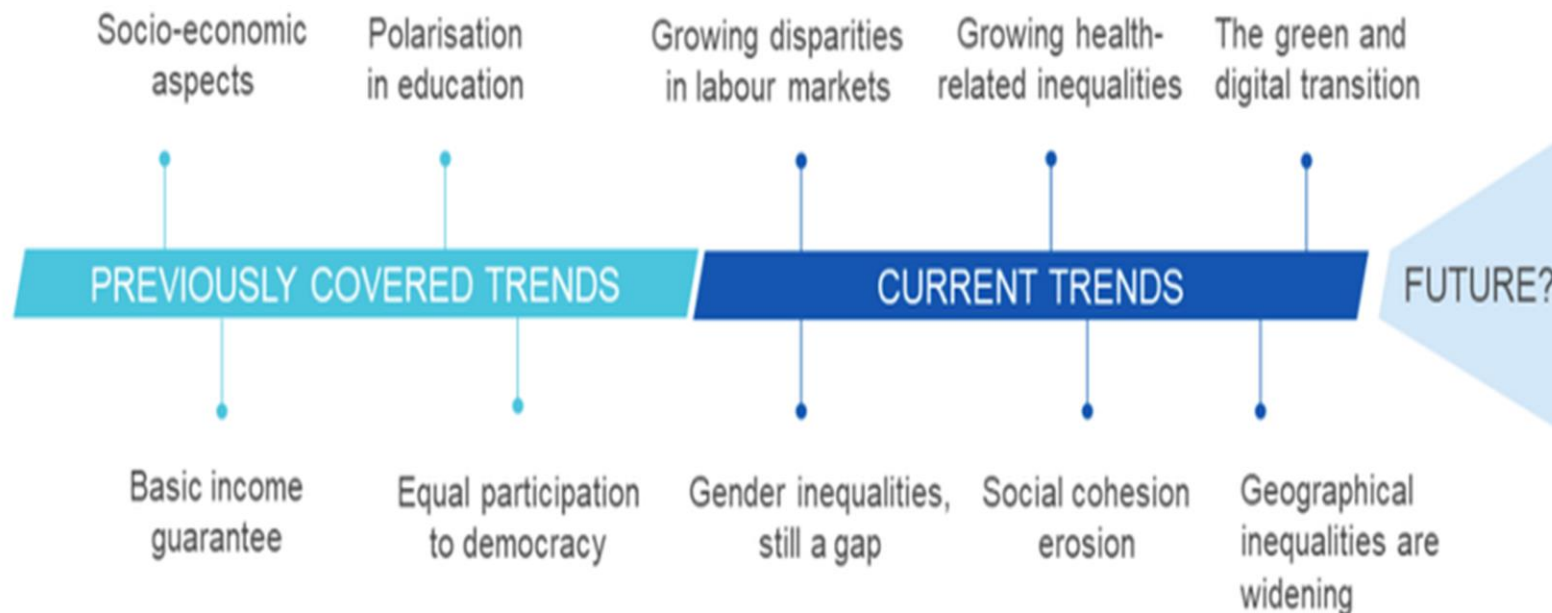 Socio-economic
aspects
Polarisation
in education
Growing disparities
in labour markets
Growing health-
related inequalities
The green and
digital transition
PREVIOUSLY COVERED TRENDS
CURRENT TRENDS
FUTURE?
Basic income
guarantee
Equal participation
to democracy
Gender inequalities,
still a gap
Social cohesion
erosion
Geographical
inequalities are
widening